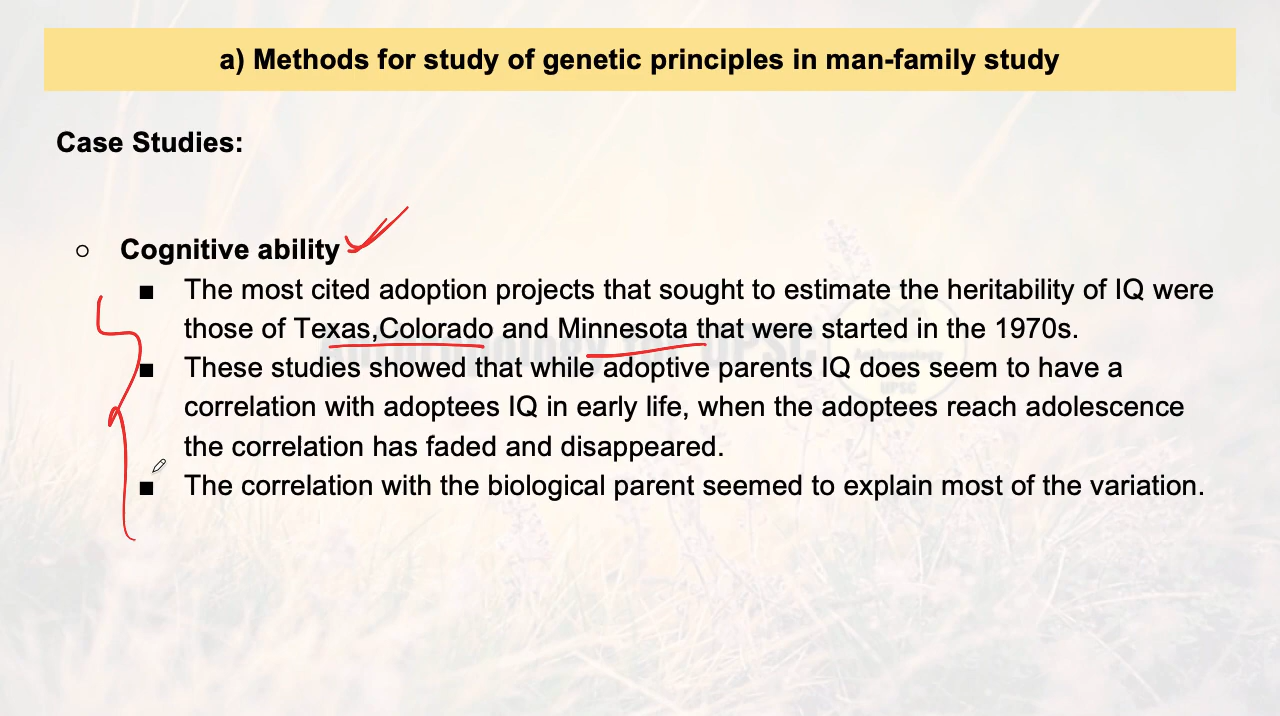 a) Methods for study of genetic principles in man-family study
Case Studies:
○ Cognitive ability
■ The most cited adoption projects that sought to estimate the heritability of IQ were
those of Texas,Colorado and Minnesota that were started in the 1970s.
■ These studies showed that while adoptive parents IQ does seem to have a
correlation with adoptees IQ in early life, when the adoptees reach adolescence
the correlation has faded and disappeared.
■ The correlation with the biological parent seemed to explain most of the variation.